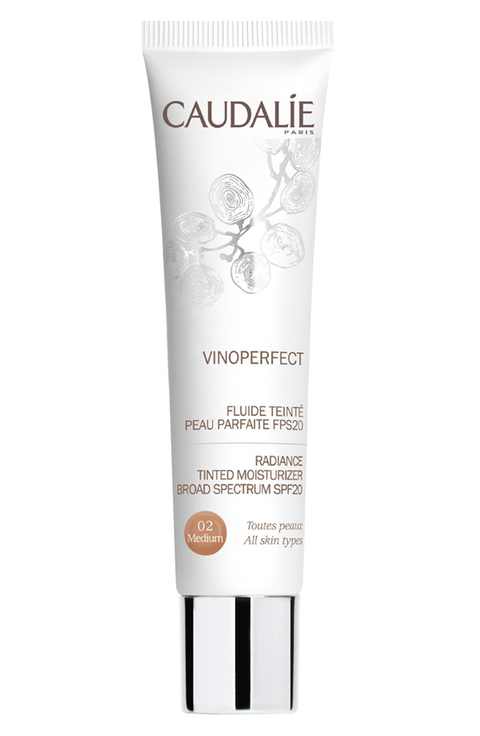 CAUDALÍE
PARIS
VINOPERFECT
FLUIDE TEINTÉ
PEAU PARFAITE FPS20
RADIANCE
TINTED MOISTURIZER
BROAD SPECTRUM SPF20
02
Medium
Toutes peaux
All skin types